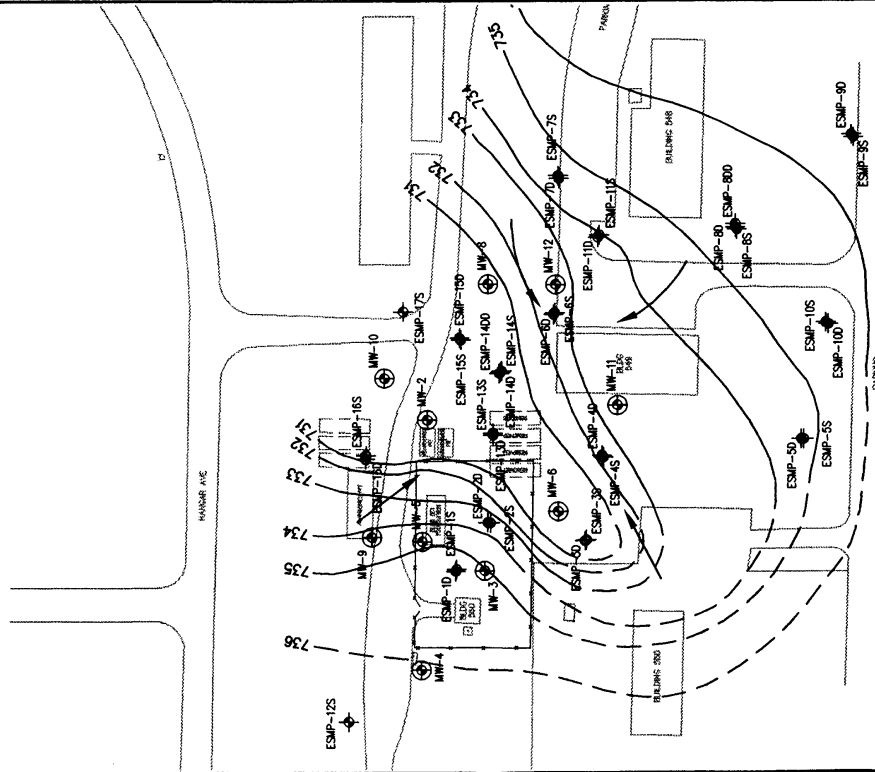 735
PARKING
734
733
732
731
BUILDING 548
ESMP-9D
ESMP-9S
ESMP-7S
ESMP-7D
ESMP-11S
ESMP-11D
ESMP-8DD
ESMP-8D
ESMP-8S
MW-8
MW-12
ESMP-17S
ESMP-15D
ESMP-15S
ESMP-6D
ESMP-6S
ESMP-10S
ESMP-10D
MW-10
ESMP-14DD
ESMP-14S
ESMP-14D
BLDG
549
MW-11
MW-2
ESMP-13S
ESMP-13D
ESMP-16S
ESMP-16D
731
732
733
734
735
736
ESMP-4D
ESMP-4S
ESMP-5D
ESMP-5S
HANGAR AVE
MW-6
ESMP-2D
ESMP-2S
MW-5
MW-9
ESMP-1S
ESMP-1D
MW-3
ESMP-3S
ESMP-3D
BLDG
550
MW-4
BUILDING 550
ESMP-12S